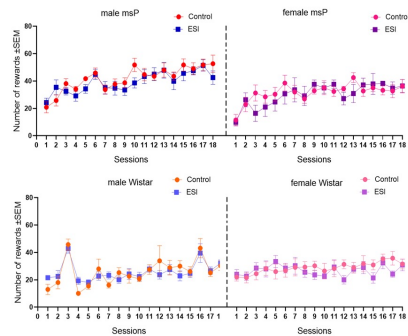 male msP
female msP
Control
ESI
Control
ESI
Number of rewards ±SEM
80
60
40
20
0
0 1 2 3 4 5 6 7 8 9 10 11 12 13 14 15 16 17 18
1 2 3 4 5 6 7 8 9 10 11 12 13 14 15 16 17 18
Sessions
Sessions
male Wistar
female Wistar
Control
ESI
Control
ESI
Number of rewards ±SEM
80
60
40
20
0
0 1 2 3 4 5 6 7 8 9 10 11 12 13 14 15 16 17 1
1 2 3 4 5 6 7 8 9 10 11 12 13 14 15 16 17 18
Sessions
Sessions